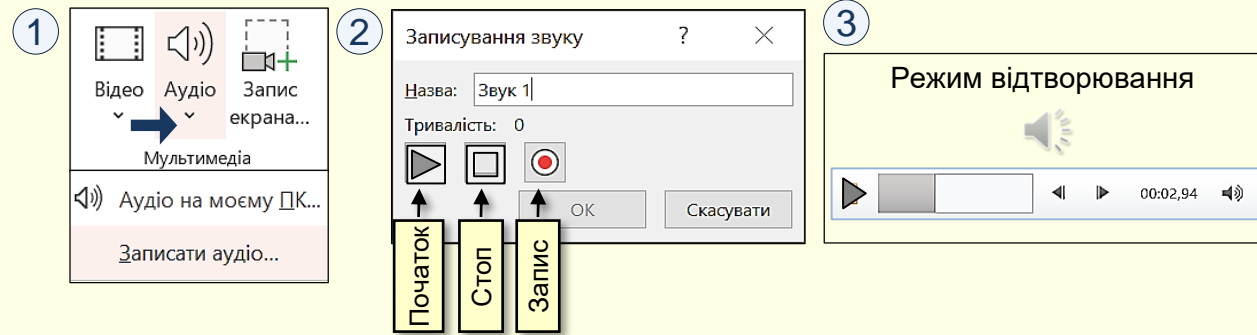 1
Відео Аудіо Запис
екрана...
Мультимедіа
Аудіо на моєму ПК...
Записати аудіо...
2
Записування звуку ?
Назва: Звук 1
Тривалість: 0
ОК Скасувати
Початок
Стоп
Запис
3
Режим відтворювання
00:02,94